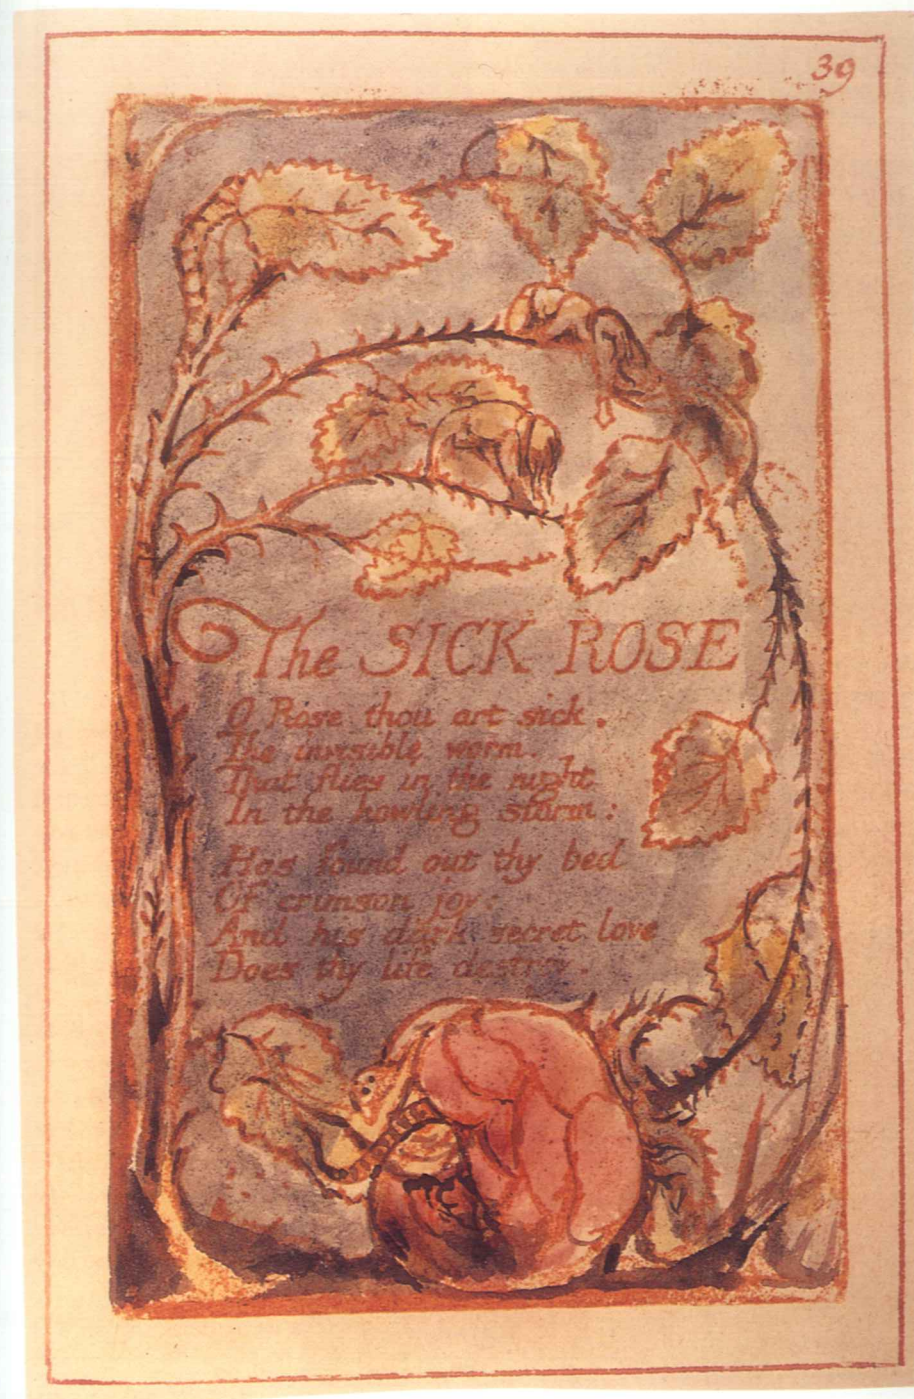 39
The SICK ROSE
O Rose thou art sick.
The invisible worm.
That flies in the night
In the howling storm:
Has found out thy bed
Of crimson joy:
And his dark secret love
Does thy life destroy.